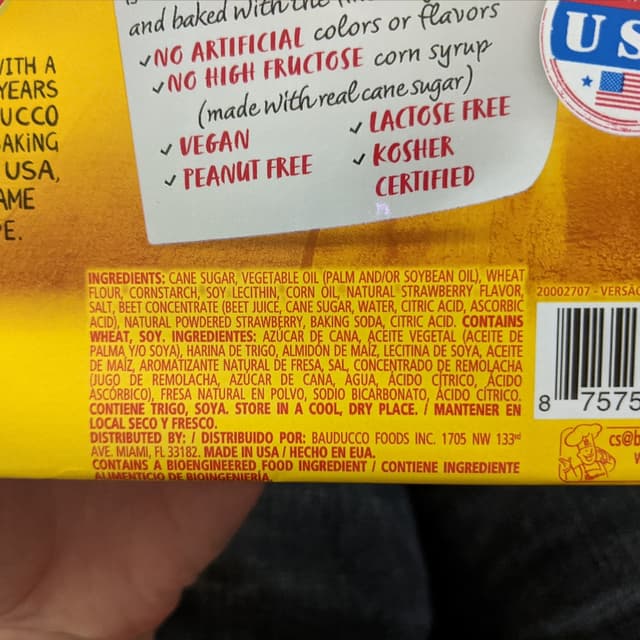 and baked with the
✓NO ARTIFICIAL colors or flavors
✓NO HIGH FRUCTOSE corn syrup
(made with real cane sugar)
✓ VEGAN
✓ LACTOSE FREE
✓ PEANUT FREE
✓ KOSHER
CERTIFIED
WITH A
YEARS
UCCO
AKING
USA,
AME
E.
US
INGREDIENTS: CANE SUGAR, VEGETABLE OIL (PALM AND/OR SOYBEAN OIL), WHEAT
FLOUR, CORNSTARCH, SOY LECITHIN, CORN OIL, NATURAL STRAWBERRY FLAVOR,
SALT, BEET CONCENTRATE (BEET JUICE, CANE SUGAR, WATER, CITRIC ACID, ASCORBIC
ACID), NATURAL POWDERED STRAWBERRY, BAKING SODA, CITRIC ACID. CONTAINS
WHEAT, SOY. INGREDIENTES: AZÚCAR DE CANA, ACEITE VEGETAL (ACEITE DE
PALMA Y/O SOYA), HARINA DE TRIGO, ALMIDÓN DE MAÍZ, LECITINA DE SOYA, ACEITE
DE MAÍZ, AROMATIZANTE NATURAL DE FRESA, SAL, CONCENTRADO DE REMOLACHA
(JUGO DE REMOLACHA, AZÚCAR DE CANA, AGUA, ÁCIDO CÍTRICO, ÁCIDO
ASCÓRBICO), FRESA NATURAL EN POLVO, SODIO BICARBONATO, ÁCIDO CÍTRICO.
CONTIENE TRIGO, SOYA. STORE IN A COOL, DRY PLACE. / MANTENER EN
LOCAL SECO Y FRESCO.
DISTRIBUTED BY: / DISTRIBUIDO POR: BAUDUCCO FOODS INC. 1705 NW 133rd
AVE. MIAMI, FL 33182. MADE IN USA / HECHO EN EUA.
CONTAINS A BIOENGINEERED FOOD INGREDIENT / CONTIENE INGREDIENTE
ALIMENTICIO DE BIOINGENIERÍA.
20002707 - VERSÃO
8 7575
cs@b